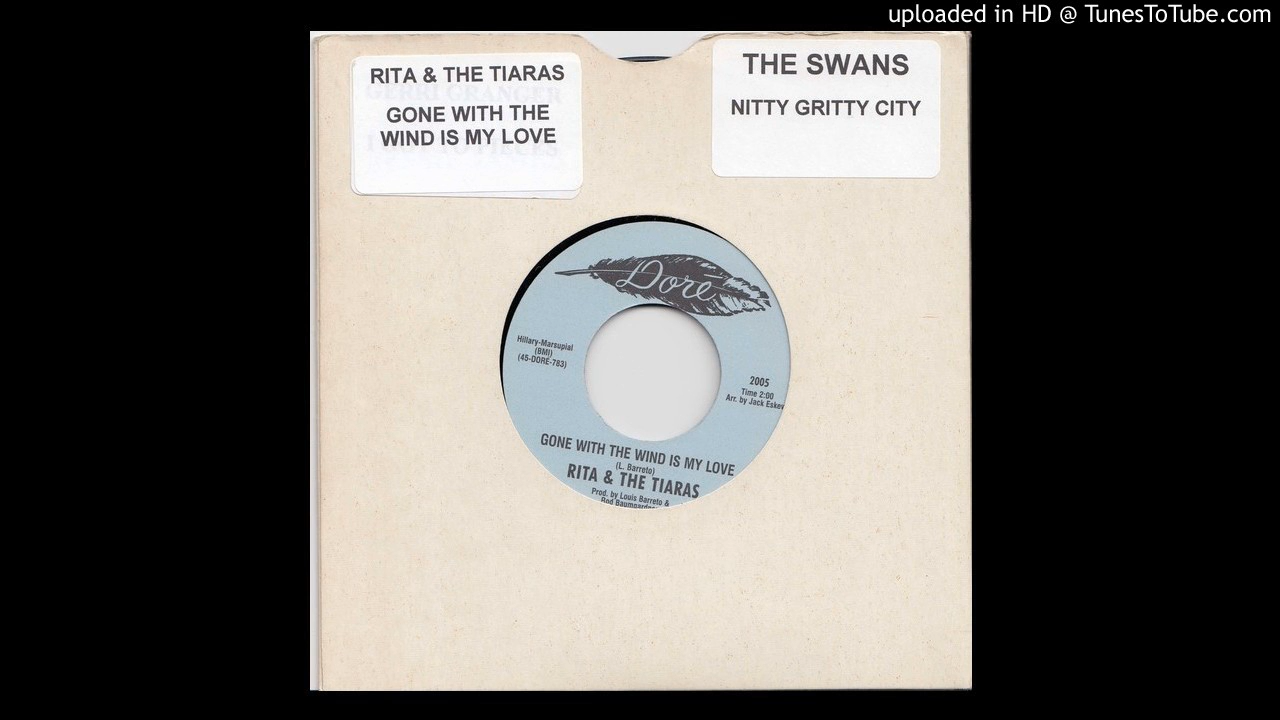 uploaded in HD @ TunesToTube.com
RITA & THE TIARAS
GONE WITH THE
WIND IS MY LOVE
THE SWANS
NITTY GRITTY CITY
Doré
Hillary-Marsupial
(BMI)
(45-DORE-783)
2005
Time 2:00
Arr. by Jack Eskew
GONE WITH THE WIND IS MY LOVE
(L. Barreto)
RITA & THE TIARAS
Prod. by Louis Barreto &
Rod